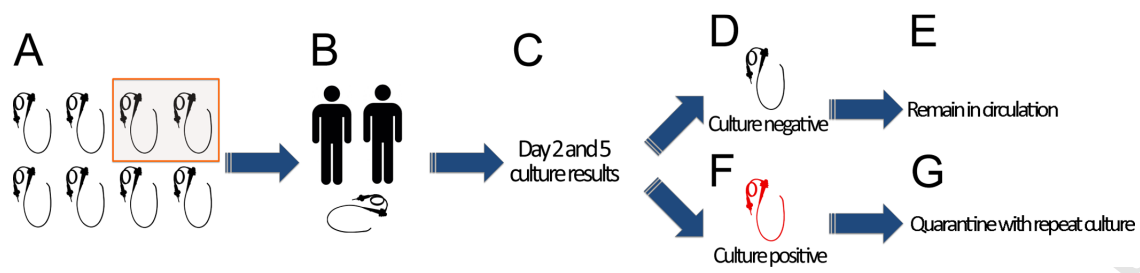 A
B
C
D
E
Day 2 and 5
culture results
Culture negative
Remain in circulation
F
G
Culture positive
Quarantine with repeat culture